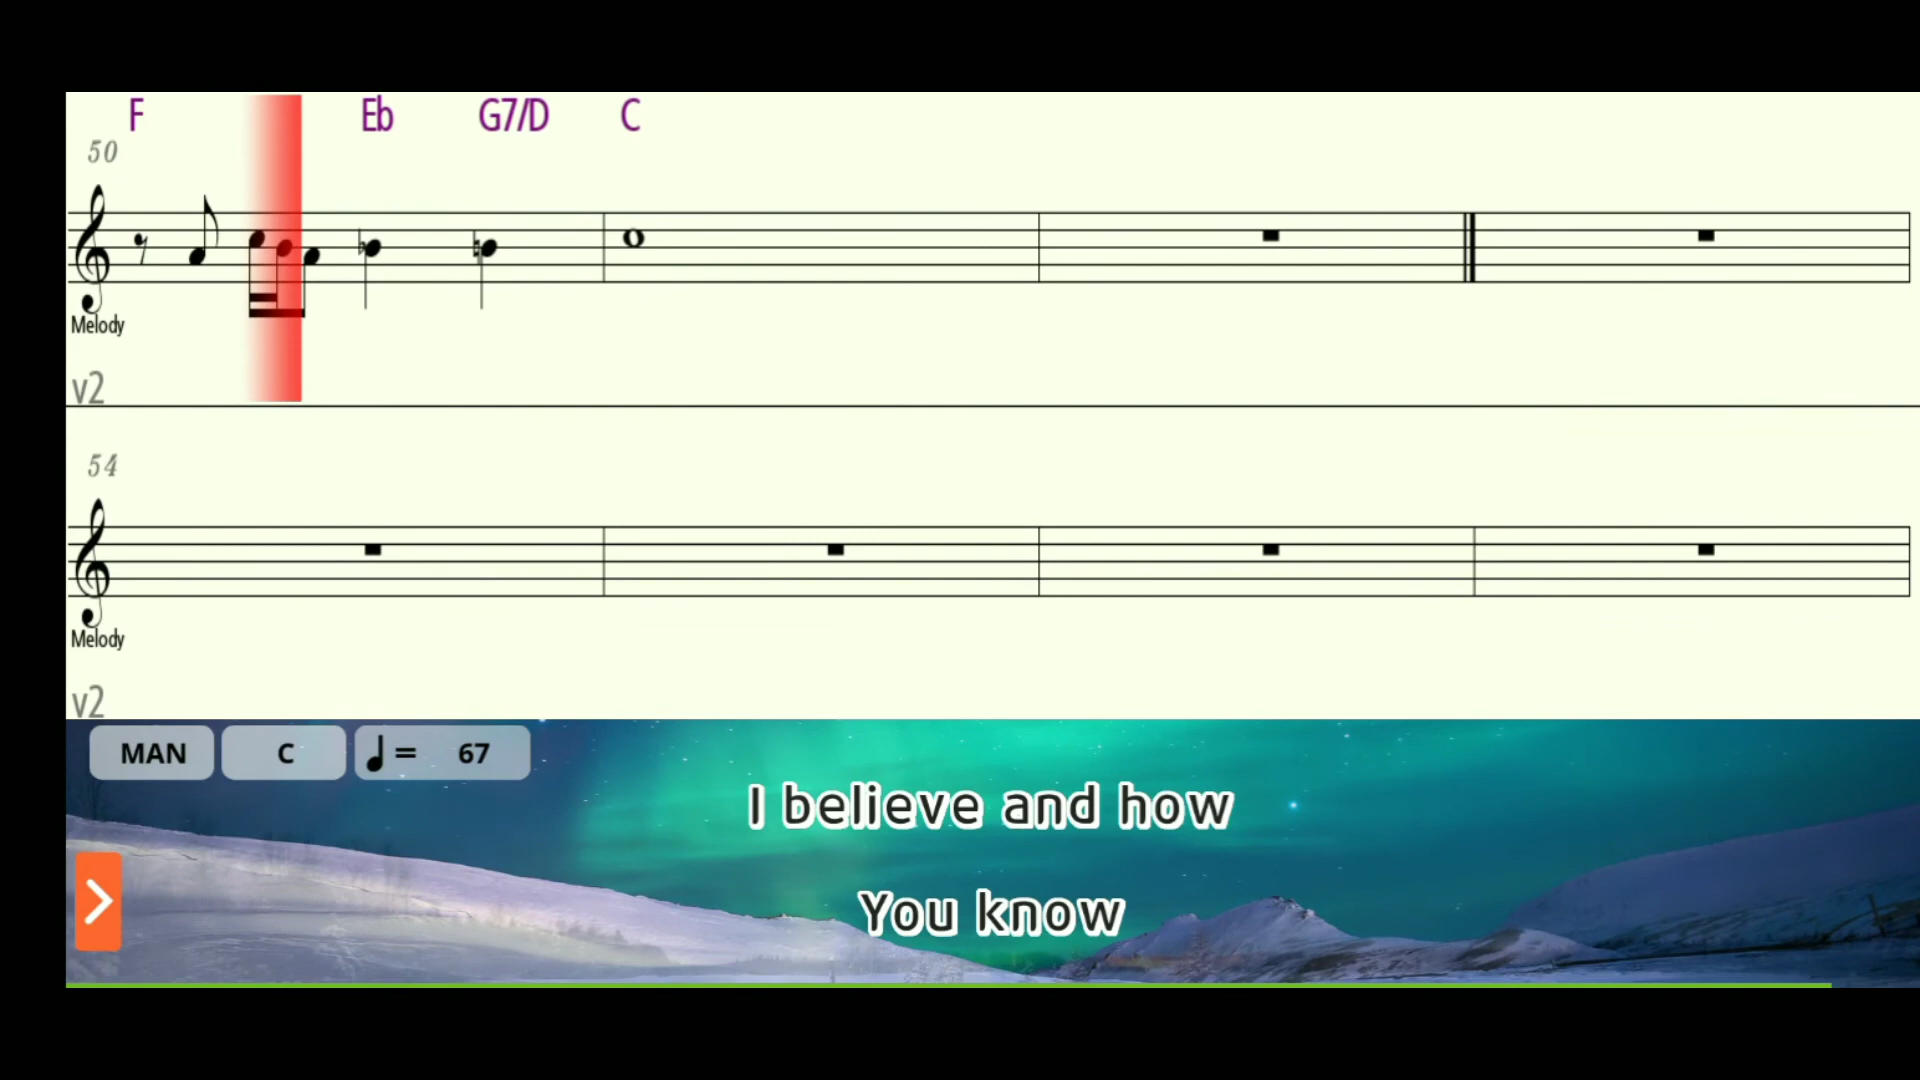 F Eb G7/D C
50
Melody
v2
54
Melody
v2
MAN C ♩ = 67
I believe and how
You know